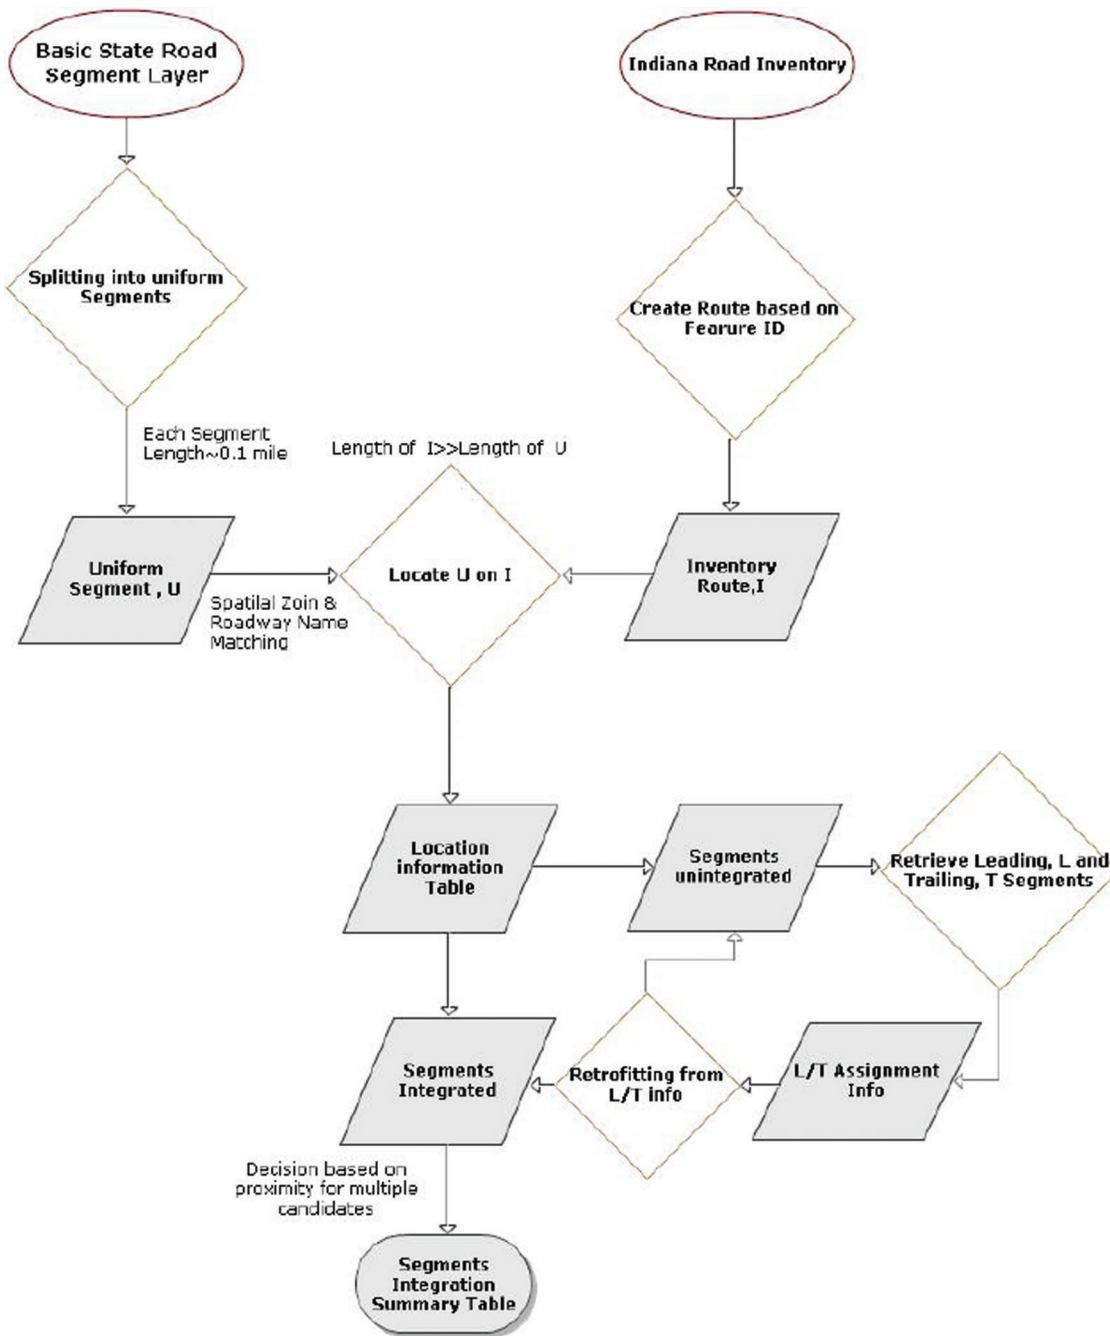 Basic State Road
Segment Layer
Indiana Road Inventory
Splitting into uniform
Segments
Create Route based on
Fearure ID
Each Segment
Length~0.1 mile
Length of I>>Length of U
Uniform
Segment , U
Locate U on I
Inventory
Route,I
Spatilal Zoin &
Roadway Name
Matching
Location
information
Table
Segments
unintegrated
Retrieve Leading, L and
Trailing, T Segments
Segments
Integrated
Retrofitting from
L/T info
L/T Assignment
Info
Decision based on
proximity for multiple
candidates
Segments
Integration
Summary Table